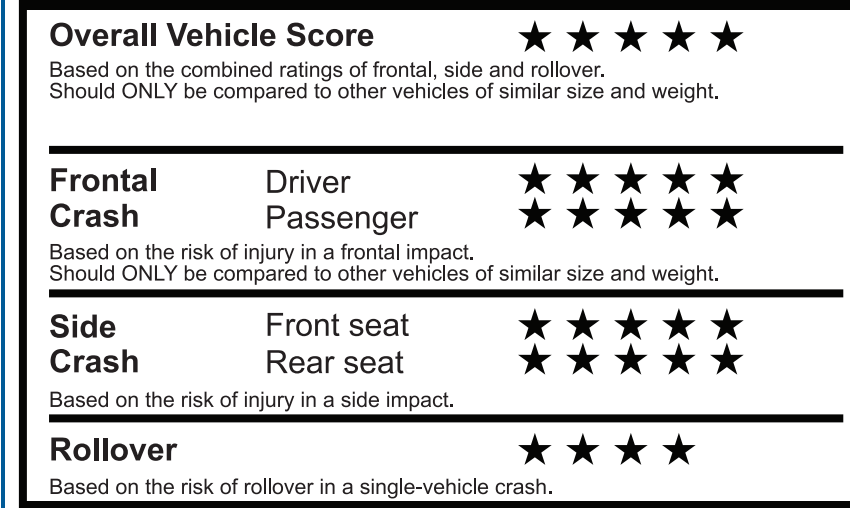 Overall Vehicle Score ★ ★ ★ ★ ★
Based on the combined ratings of frontal, side and rollover.
Should ONLY be compared to other vehicles of similar size and weight.
Frontal Driver ★ ★ ★ ★ ★
Crash Passenger ★ ★ ★ ★ ★
Based on the risk of injury in a frontal impact.
Should ONLY be compared to other vehicles of similar size and weight.
Side Front seat ★ ★ ★ ★ ★
Crash Rear seat ★ ★ ★ ★ ★
Based on the risk of injury in a side impact.
Rollover ★ ★ ★ ★
Based on the risk of rollover in a single-vehicle crash.